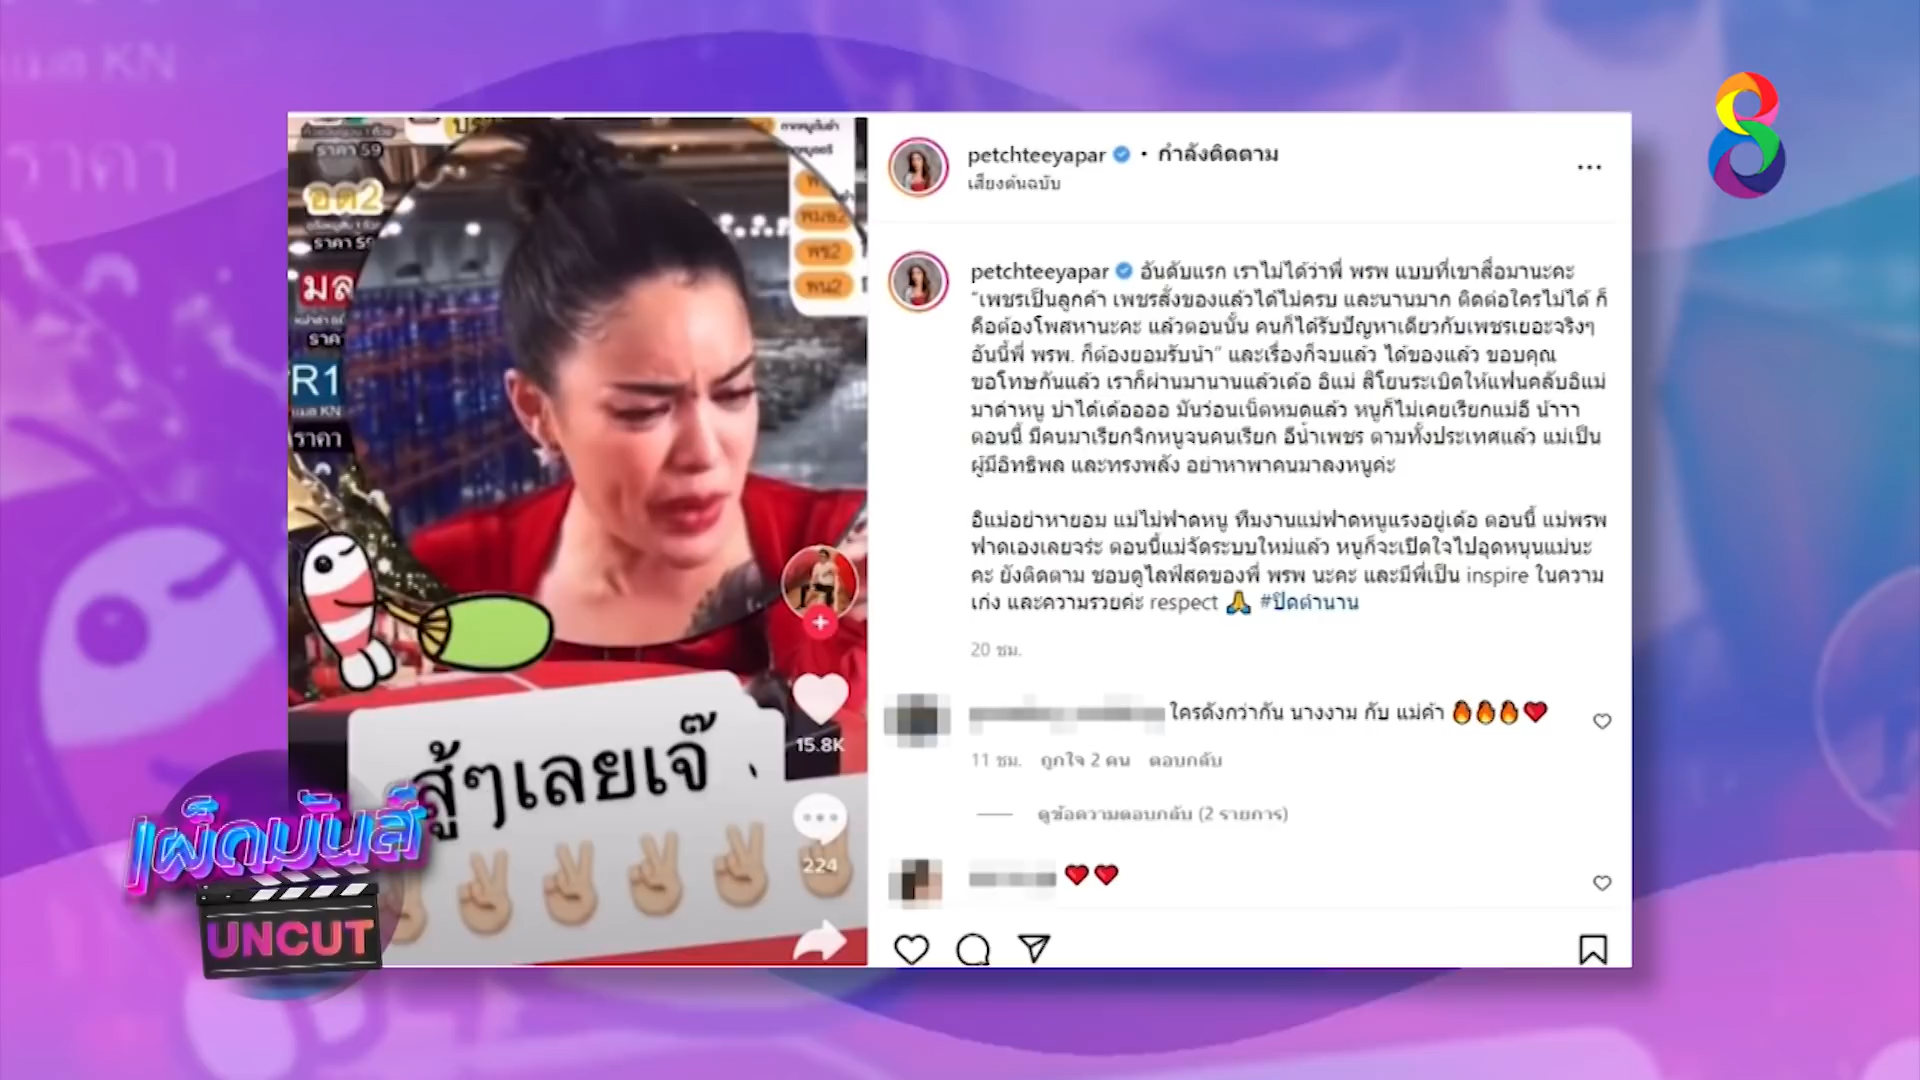 ราคา 59
อต2
ราคา 59
มล
ราคา
R1
เมล KN
ราคา
พมช2
พช2
พน2
15.8K
224
สู้ๆเลยเจ๊
เผ็ดมันส์
UNCUT
8
petchteeyapar • กำลังติดตาม
เสียงต้นฉบับ
petchteeyapar อันดับแรก เราไม่ได้ว่าพี่ พรพ แบบที่เขาสื่อมานะคะ
“เพชรเป็นลูกค้า เพชรสั่งของแล้วได้ไม่ครบ และนานมาก ติดต่อใครไม่ได้ ก็
คือต้องโพสหานะคะ แล้วตอนนั้น คนก็ได้รับปัญหาเดียวกับเพชรเยอะจริงๆ
อันนี้พี่ พรพ. ก็ต้องยอมรับน้า” และเรื่องก็จบแล้ว ได้ของแล้ว ขอบคุณ
ขอโทษกันแล้ว เราก็ผ่านมานานแล้วเด้อ อิแม่ สิโยนระเบิดให้แฟนคลับอิแม่
มาด่าหนู บ่าได้เด้ออออ มันว่อนเน็ตหมดแล้ว หนูก็ไม่เคยเรียกแม่อี น้าาา
ตอนนี้ มีคนมาเรียกจิกหนูจนคนเรียก อีน้ำเพชร ตามทั้งประเทศแล้ว แม่เป็น
ผู้มีอิทธิพล และทรงพลัง อย่าหาพาคนมาลงหนูค่ะ
อิแม่อย่าหายอม แม่ไม่ฟาดหนู ทีมงานแม่ฟาดหนูแรงอยู่เด้อ ตอนนี้ แม่พรพ
ฟาดเองเลยจร่ะ ตอนนี้แม่จัดระบบใหม่แล้ว หนูก็จะเปิดใจไปอุดหนุนแม่นะ
คะ ยังติดตาม ชอบดูไลฟ์สดของพี่ พรพ นะคะ และมีพี่เป็น inspire ในความ
เก่ง และความรวยค่ะ respect 🙏 #ปิดตำนาน
20 ชม.
ใครดังกว่ากัน นางงาม กับ แม่ค้า 🔥🔥🔥❤️
11 ชม. ถูกใจ 2 คน ตอบกลับ
ดูข้อความตอบกลับ (2 รายการ)